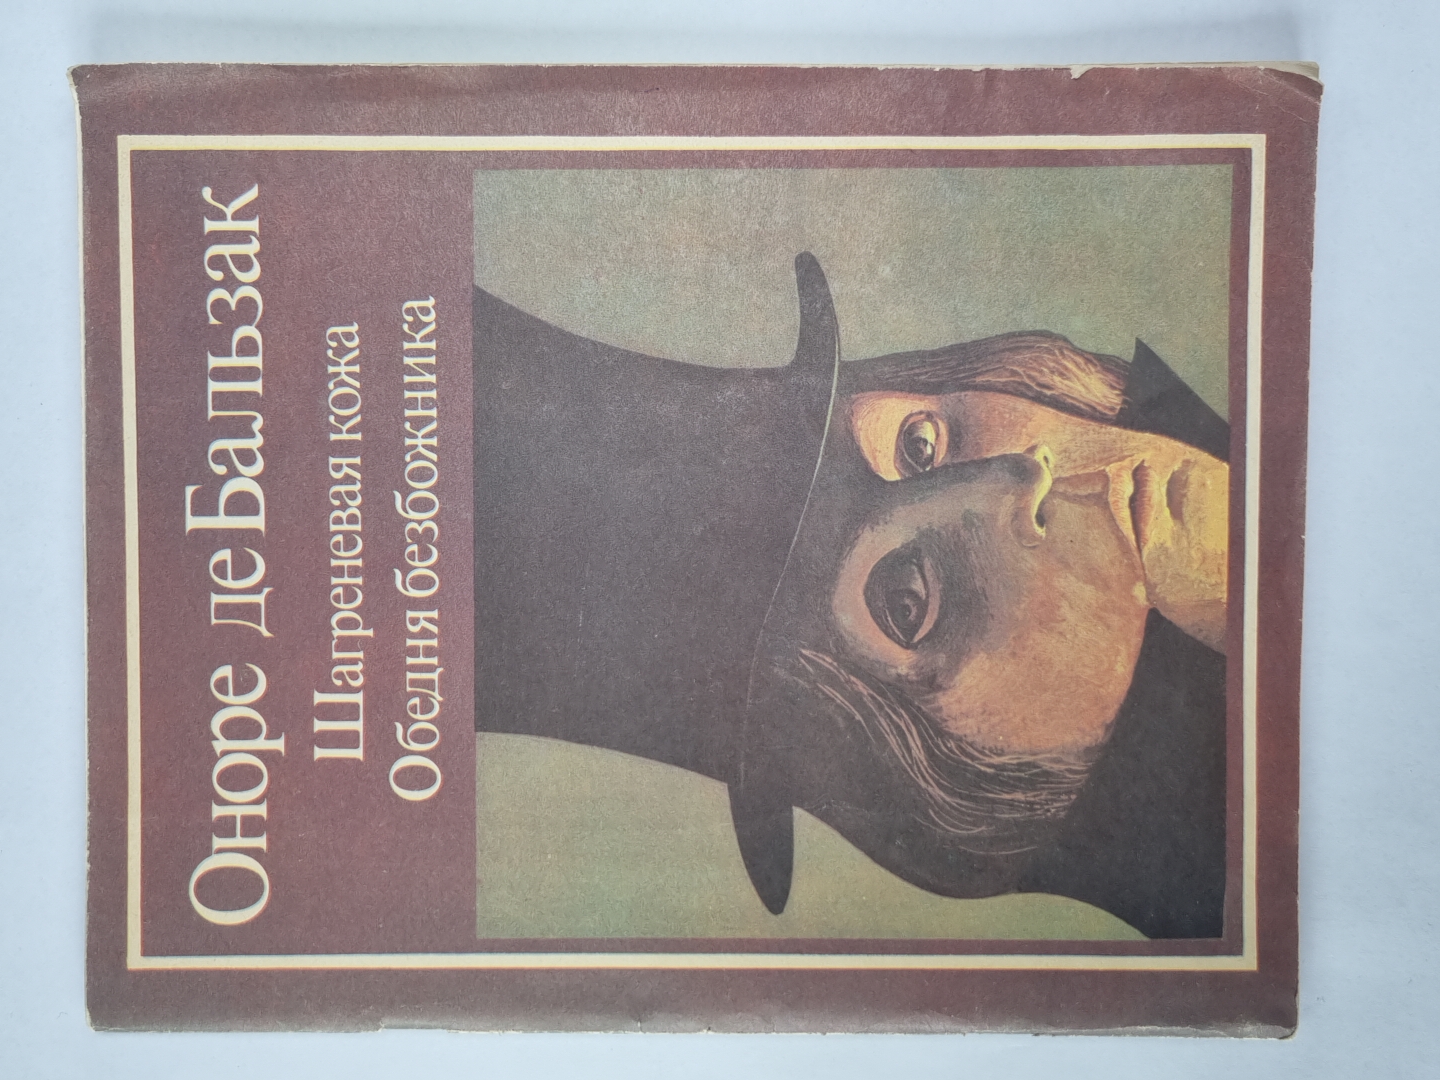 Оноре де Бальзак
Шагреневая кожа
Обедня безбожника